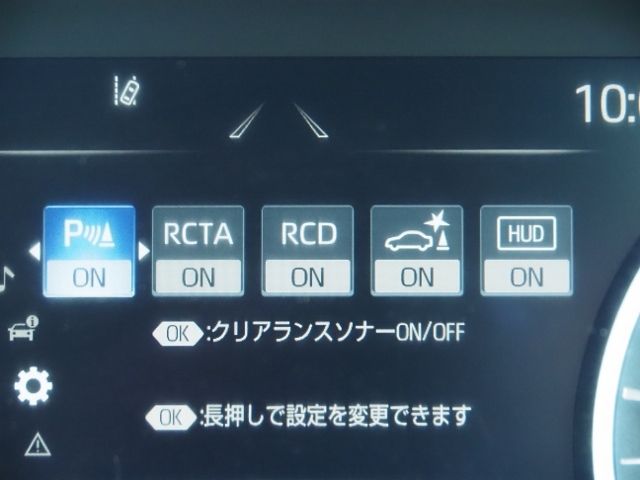 10:
P RCTA RCD HUD
ON ON ON ON ON
OK :クリアランスソナーON/OFF
OK :長押しで設定を変更できます